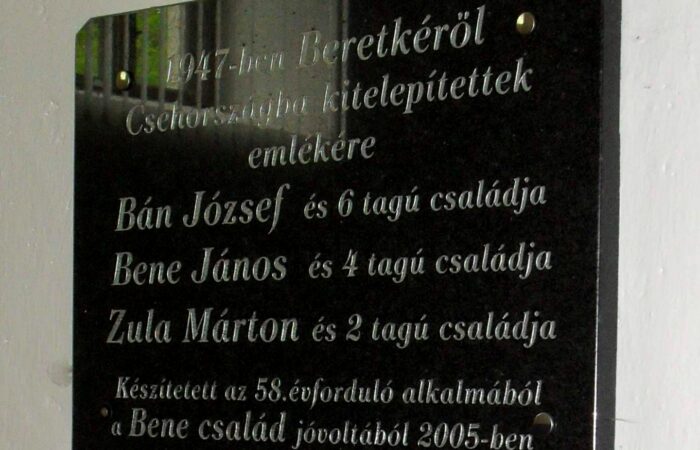 1947-ben Beretkéről
Csehországba kitelepítettek
emlékére
Bán József és 6 tagú családja
Bene János és 4 tagú családja
Zula Márton és 2 tagú családja
Készítetett az 58.évforduló alkalmából
a Bene család jóvoltából 2005-ben